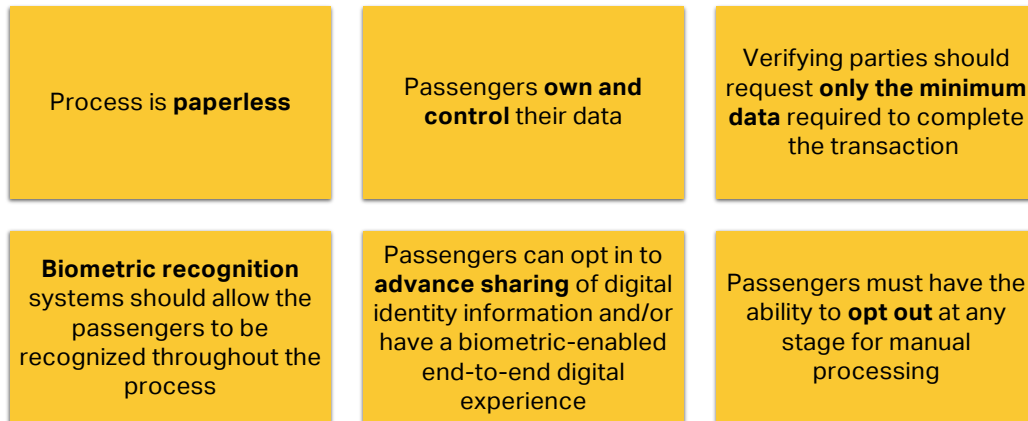 Process is paperless
Passengers own and
control their data
Verifying parties should
request only the minimum
data required to complete
the transaction
Biometric recognition
systems should allow the
passengers to be
recognized throughout the
process
Passengers can opt in to
advance sharing of digital
identity information and/or
have a biometric-enabled
end-to-end digital
experience
Passengers must have the
ability to opt out at any
stage for manual
processing